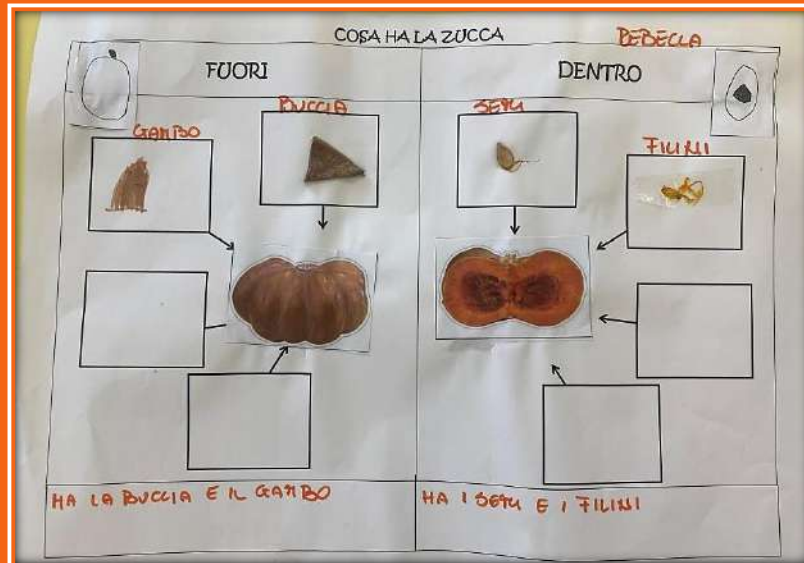 COSA HA LA ZUCCA
REBECCA
FUORI
DENTRO
BUCCIA
SEMI
GAMBO
FILINI
HA LA BUCCIA E IL GAMBO
HA I SEMI E I FILINI